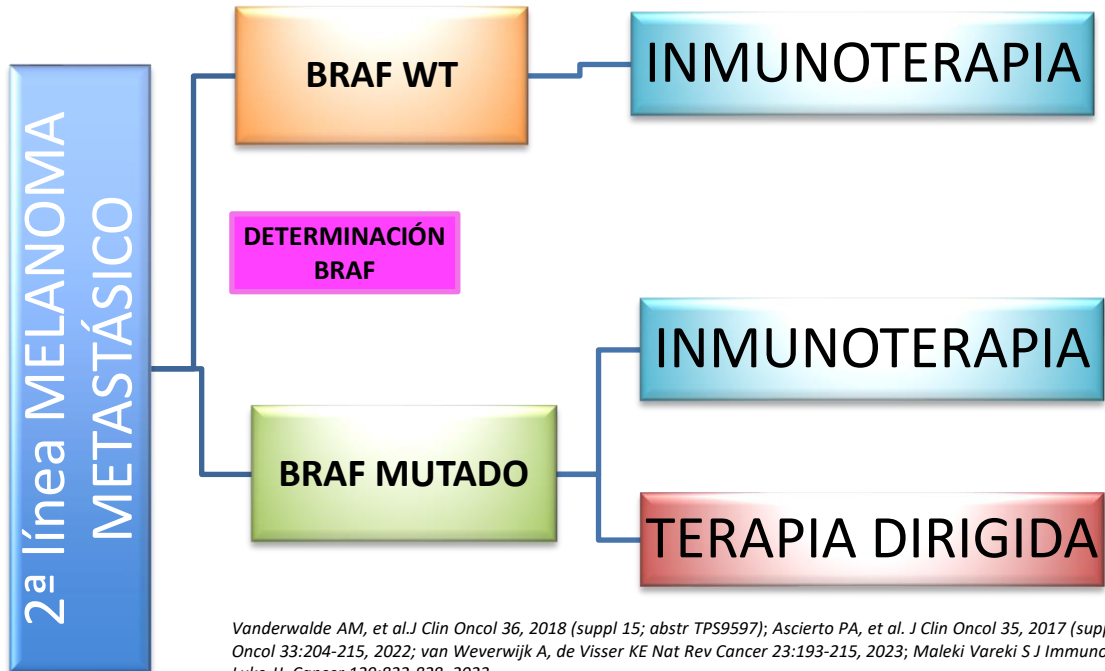 2ª línea MELANOMA
METASTÁSICO
BRAF WT
INMUNOTERAPIA
DETERMINACIÓN
BRAF
INMUNOTERAPIA
BRAF MUTADO
TERAPIA DIRIGIDA
Vanderwalde AM, et al.J Clin Oncol 36, 2018 (suppl 15; abstr TPS9597); Ascierto PA, et al. J Clin Oncol 35, 2017 (sup
Oncol 33:204-215, 2022; van Weverwijk A, de Visser KE Nat Rev Cancer 23:193-215, 2023; Maleki Vareki S J Immuno